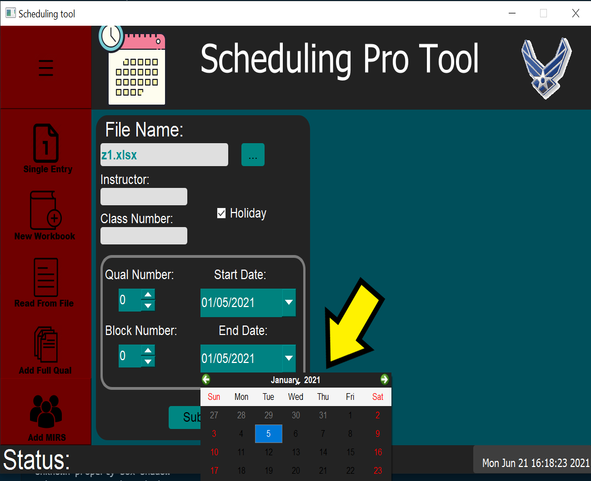 Scheduling tool
Scheduling Pro Tool
1
Single Entry
New Workbook
Read From File
Add Full Qual
Add MIRS
File Name:
z1.xlsx
...
Instructor:
Class Number:
Holiday
Qual Number:
Start Date:
0
01/05/2021
Block Number:
End Date:
0
01/05/2021
Sub
January, 2021
Sun Mon Tue Wed Thu Fri Sat
27 28 29 30 31 1 2
3 4 5 6 7 8 9
10 11 12 13 14 15 16
17 18 19 20 21 22 23
Status:
Mon Jun 21 16:18:23 2021